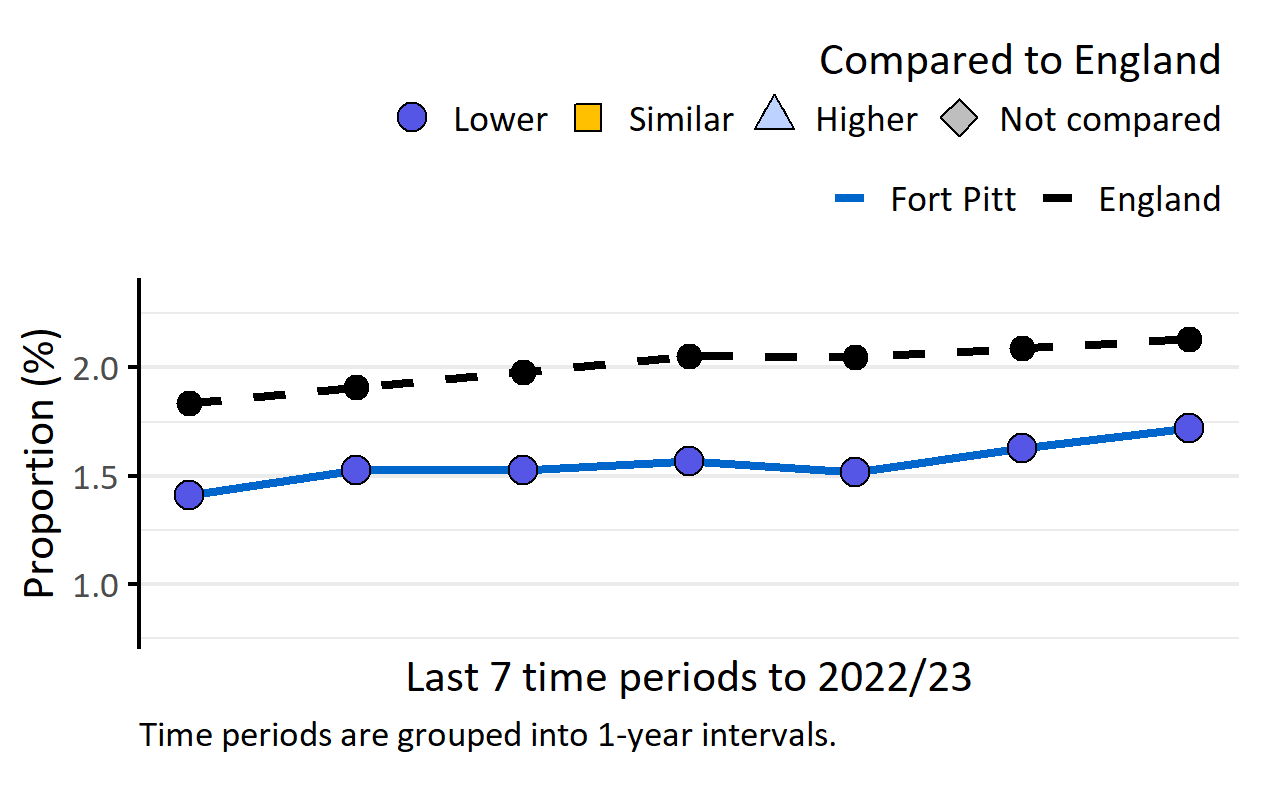 Compared to England
Lower Similar Higher Not compared
Fort Pitt England
Proportion (%)
2.0
1.5
1.0
Last 7 time periods to 2022/23
Time periods are grouped into 1-year intervals.